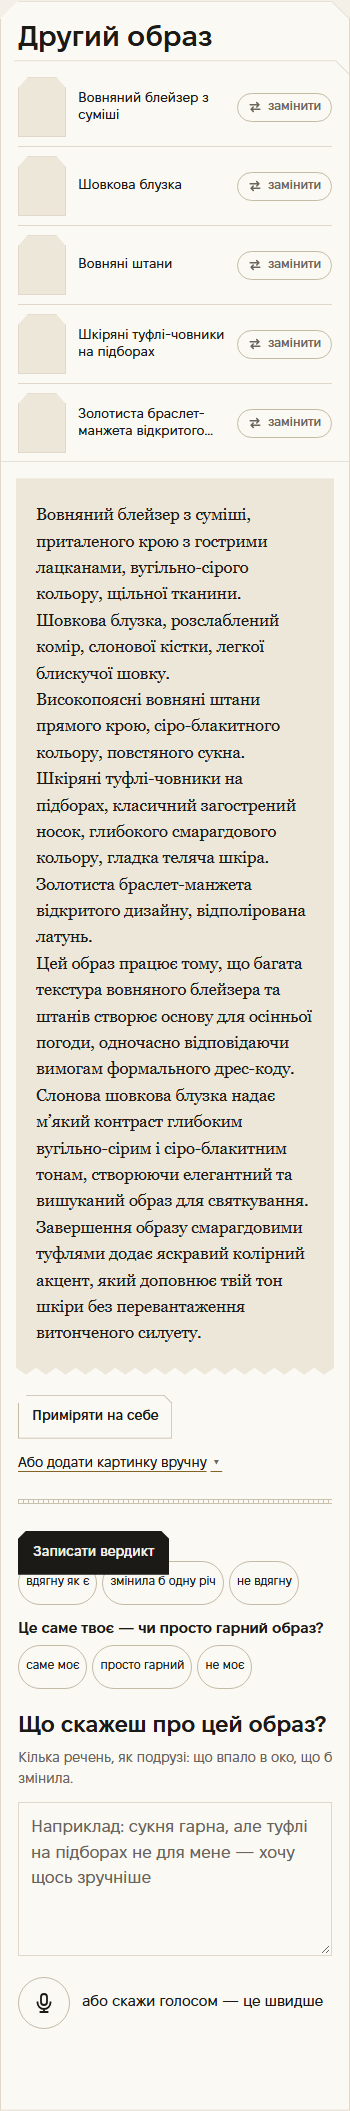 Другий образ
Вовняний блейзер з
суміші
замінити
Шовкова блузка
замінити
Вовняні штани
замінити
Шкіряні туфлі-човники
на підборах
замінити
Золотиста браслет-
манжета відкритого...
замінити
Вовняний блейзер з суміші,
приталеного крою з гострими
лацканами, вугільно-сірого
кольору, щільної тканини.
Шовкова блузка, розслаблений
комір, слонової кістки, легкої
блискучої шовку.
Високопоясні вовняні штани
прямого крою, сіро-блакитного
кольору, повстяного сукна.
Шкіряні туфлі-човники на
підборах, класичний загострений
носок, глибокого смарагдового
кольору, гладка теляча шкіра.
Золотиста браслет-манжета
відкритого дизайну, відполірована
латунь.
Цей образ працює тому, що багата
текстура вовняного блейзера та
штанів створює основу для осінньої
погоди, одночасно відповідаючи
вимогам формального дрес-коду.
Слонова шовкова блузка надає
м’який контраст глибоким
вугільно-сірим і сіро-блакитним
тонам, створюючи елегантний та
вишуканий образ для святкування.
Завершення образу смарагдовими
туфлями додає яскравий колірний
акцент, який доповнює твій тон
шкіри без перевантаження
витонченого силуету.
Приміряти на себе
Або додати картинку вручну
Записати вердикт
вдягну як є
змінила б одну річ
не вдягну
Це саме твоє — чи просто гарний образ?
саме моє
просто гарний
не моє
Що скажеш про цей образ?
Кілька речень, як подрузі: що впало в око, що б
змінила.
Наприклад: сукня гарна, але туфлі
на підборах не для мене — хочу
щось зручніше
або скажи голосом — це швидше